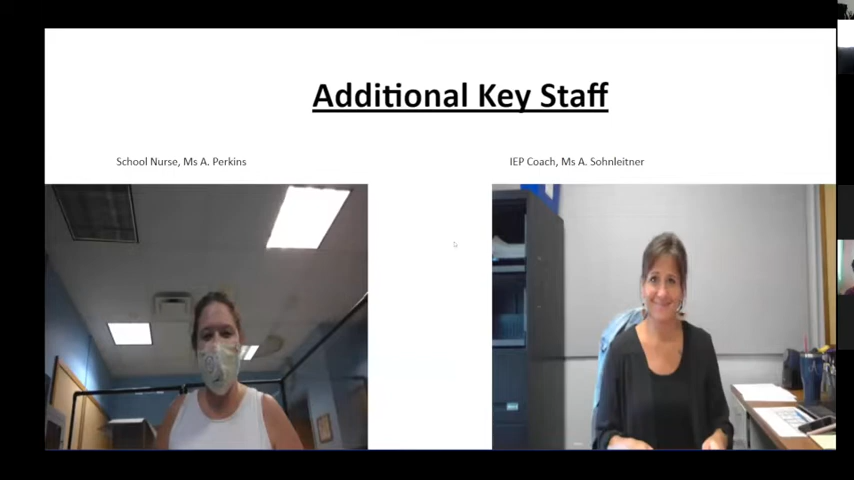 Additional Key Staff
School Nurse, Ms A. Perkins
IEP Coach, Ms A. Sohnleitner